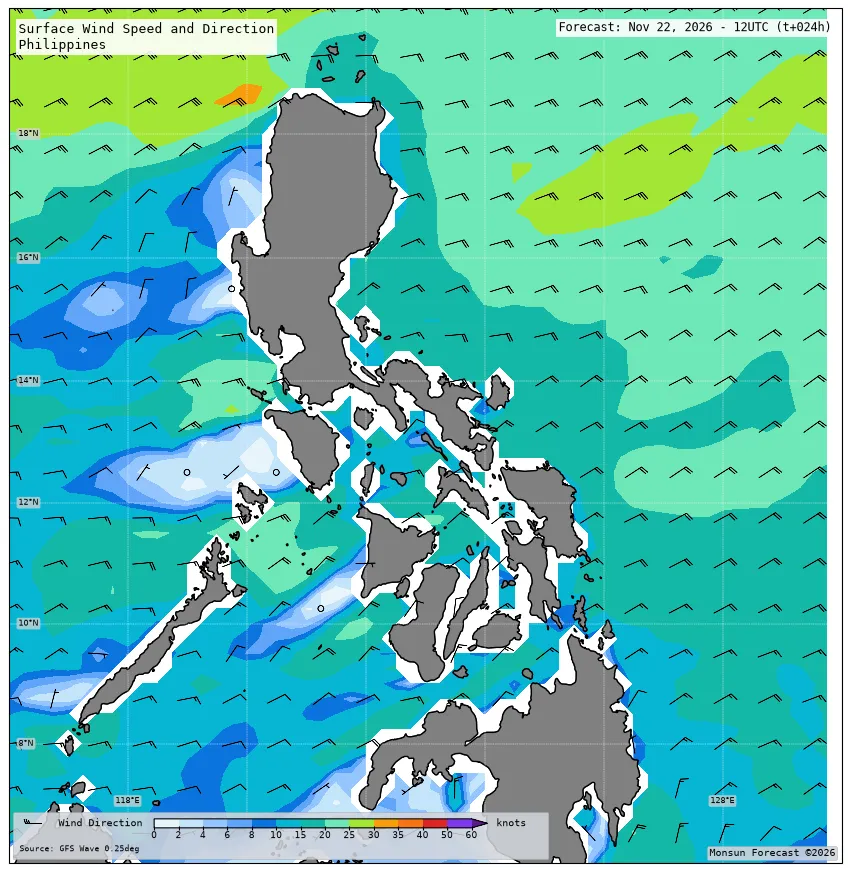 Surface Wind Speed and Direction
Philippines
Forecast: Nov 22, 2026 - 12UTC (t+024h)
18°N
16°N
14°N
12°N
10°N
8°N
118°E
128°E
Wind Direction
knots
0 2 4 6 8 10 15 20 25 30 35 40 50 60
Source: GFS Wave 0.25deg
Monsun Forecast ©2026